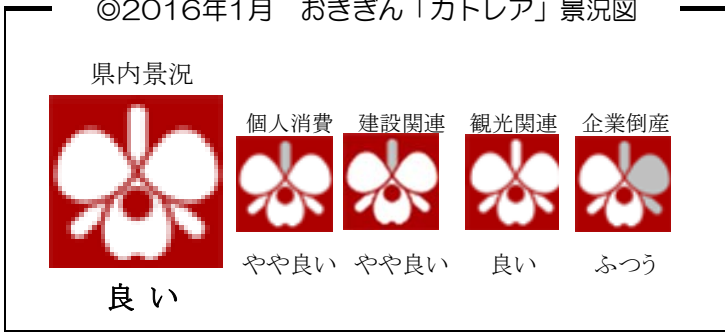 ◎2016年1月　おきぎん「カトレア」景況図
県内景況
個人消費　建設関連　観光関連　企業倒産
やや良い　やや良い　良い　ふつう
良い